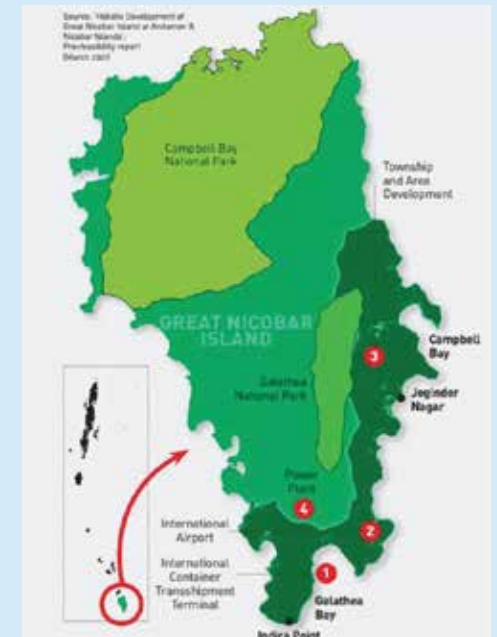 Source: Holistic Development of
Great Nicobar Island at Andaman &
Nicobar Islands
Pre-feasibility report
(March 2021)
Campbell Bay
National Park
Township
and Area
Development
GREAT NICOBAR
ISLAND
Campbell
Bay
3
Galathea
National Park
Joginder
Nagar
Power
Plant
4
2
International
Airport
1
International
Container
Transshipment
Terminal
Galathea
Bay
Indira Point